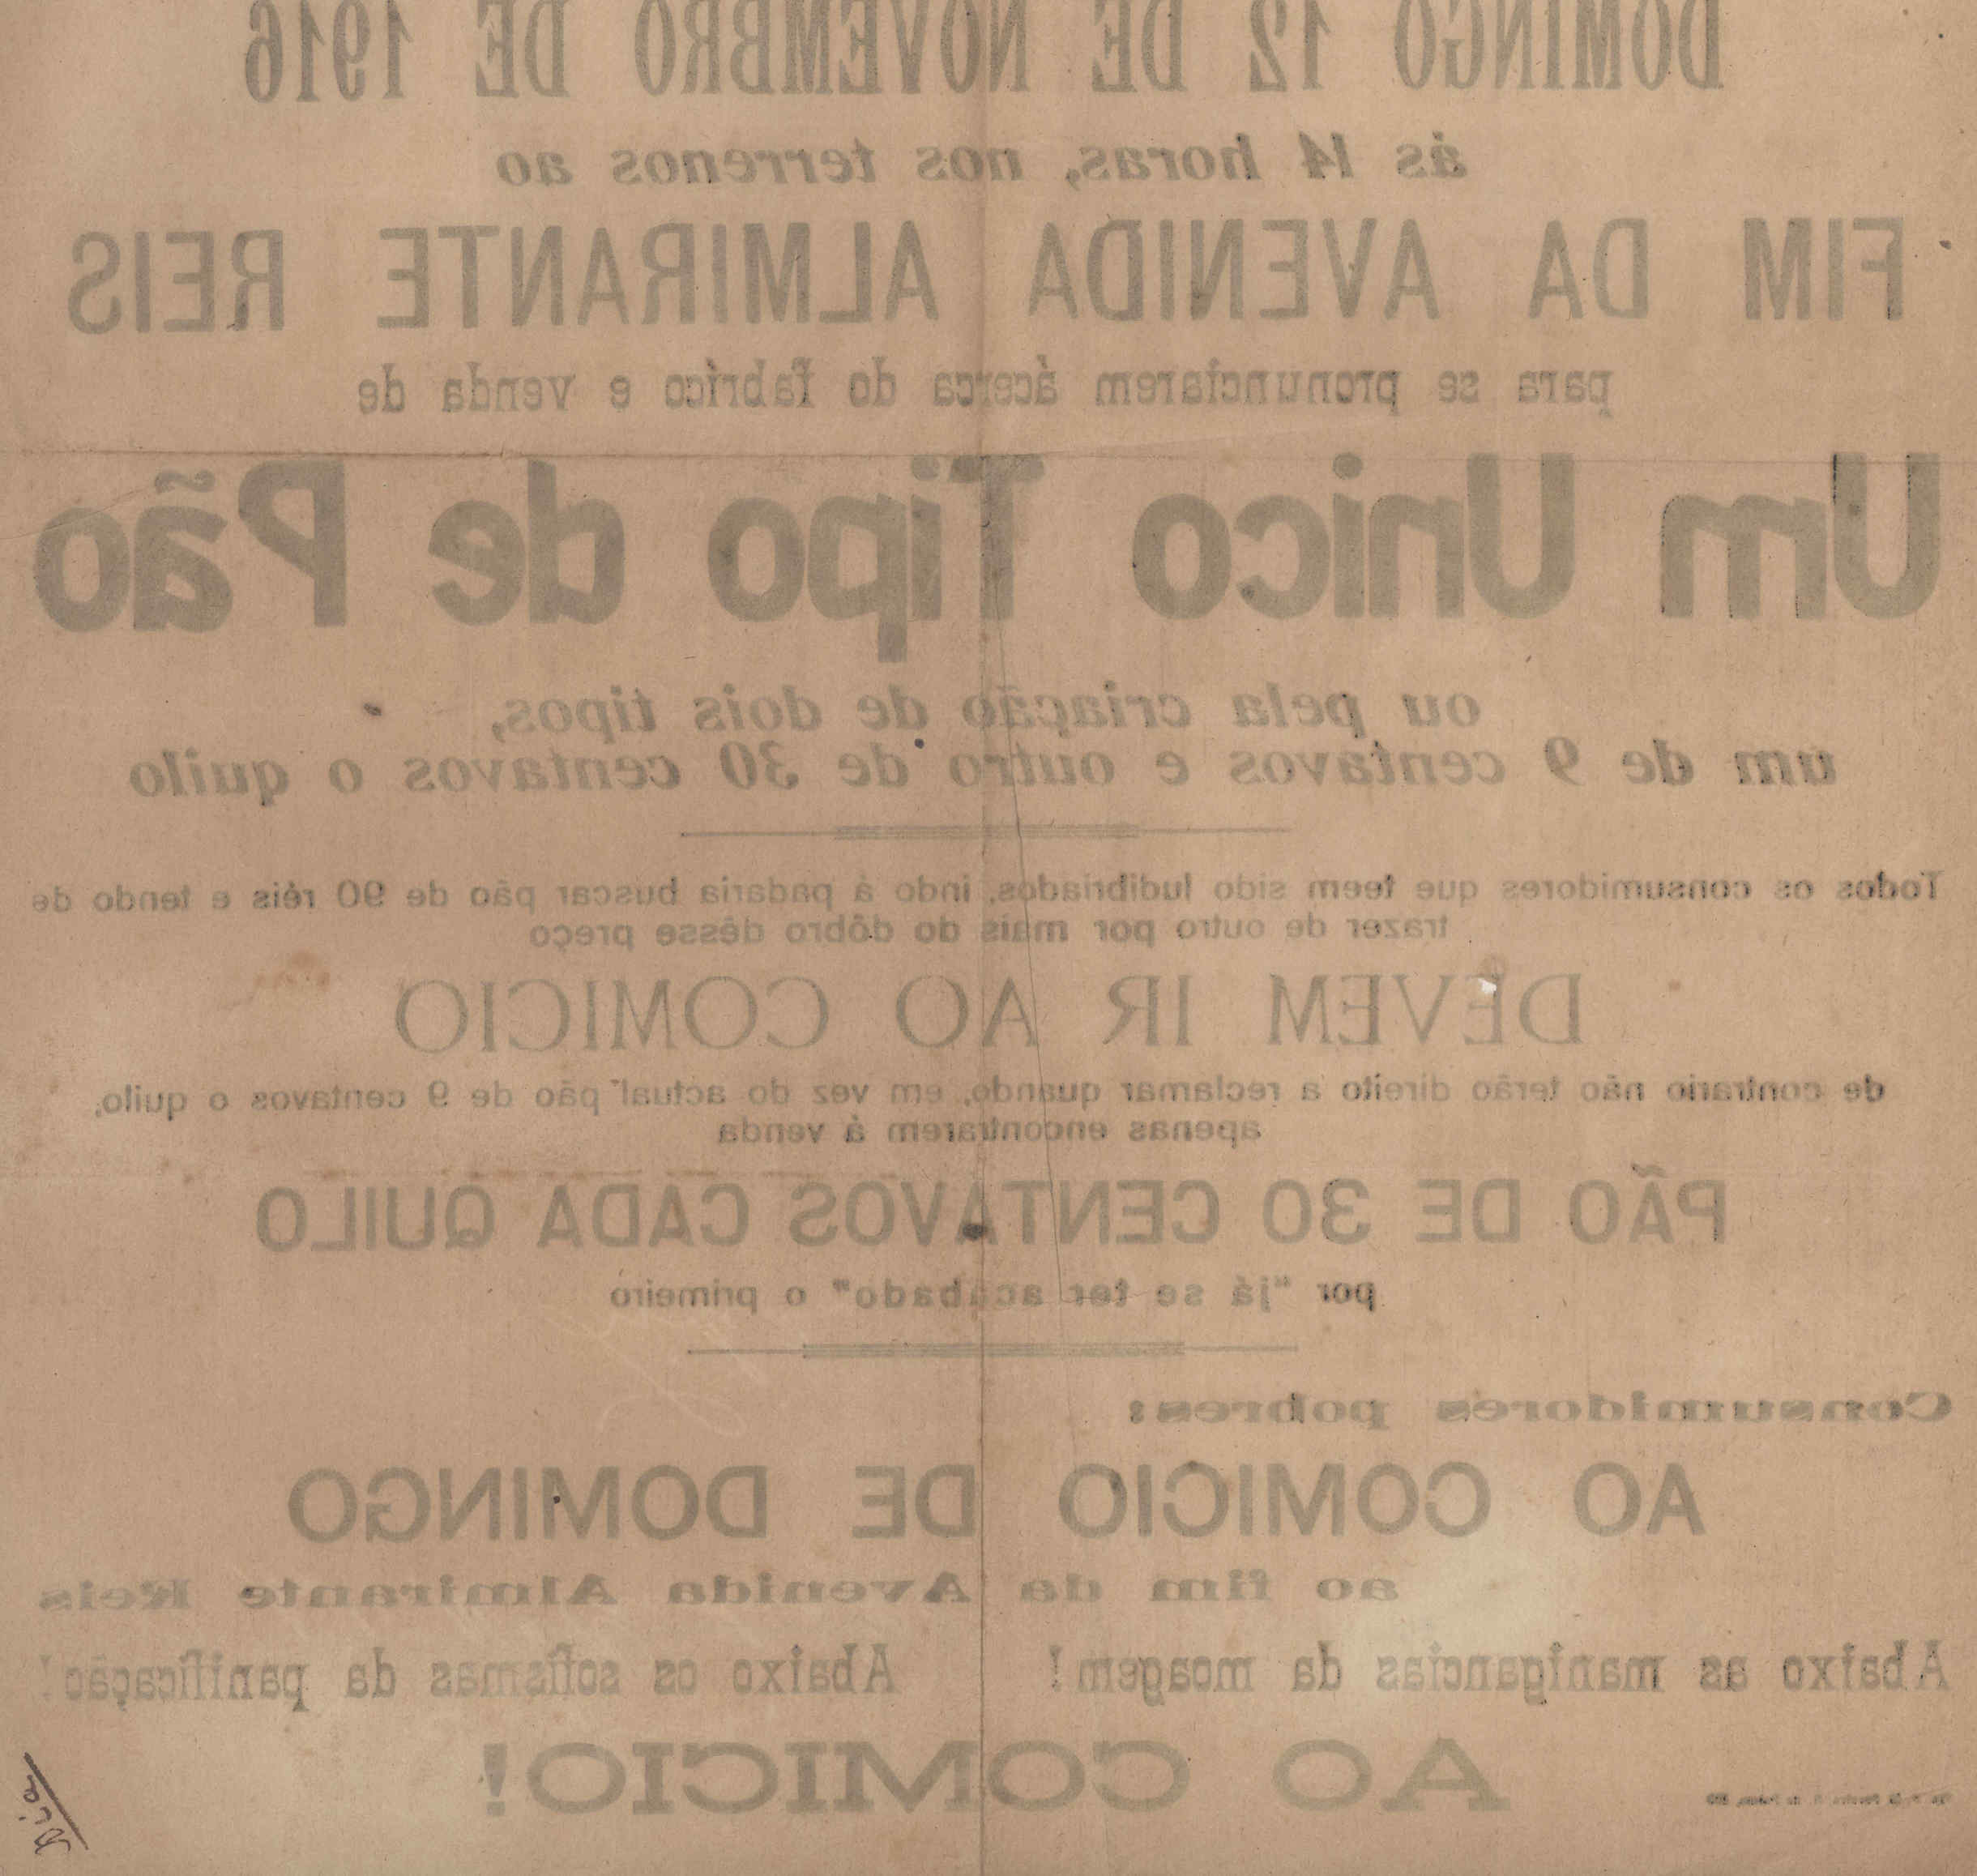 DOMINGO 12 DE NOVEMBRO DE 1916
ás 14 horas, nos terrenos ao
FIM DA AVENIDA ALMIRANTE REIS
para se pronunciarem ácerca do fabríco e venda de
Um Unico Tipo de Pão
ou pela criação de dois tipos,
um de 9 centavos e outro de 30 centavos o quilo
Todos os consumidores que teem sido ludibriados, indo á padaria buscar pão de 90 réis e tendo de
trazer de outro por mais do dôbro dêsse preço
DEVEM IR AO COMICIO
de contrario não terão direito a reclamar quando, em vez do actual pão de 9 centavos o quilo,
apenas encontrarem á venda
PÃO DE 30 CENTAVOS CADA QUILO
por "já se ter acabado" o primeiro
Consumidores pobres:
AO COMICIO DE DOMINGO
ao fim da Avenida Almirante Reis
Abaixo as manigancias da moagem! Abaixo os sofismas da panificação!
AO COMICIO!